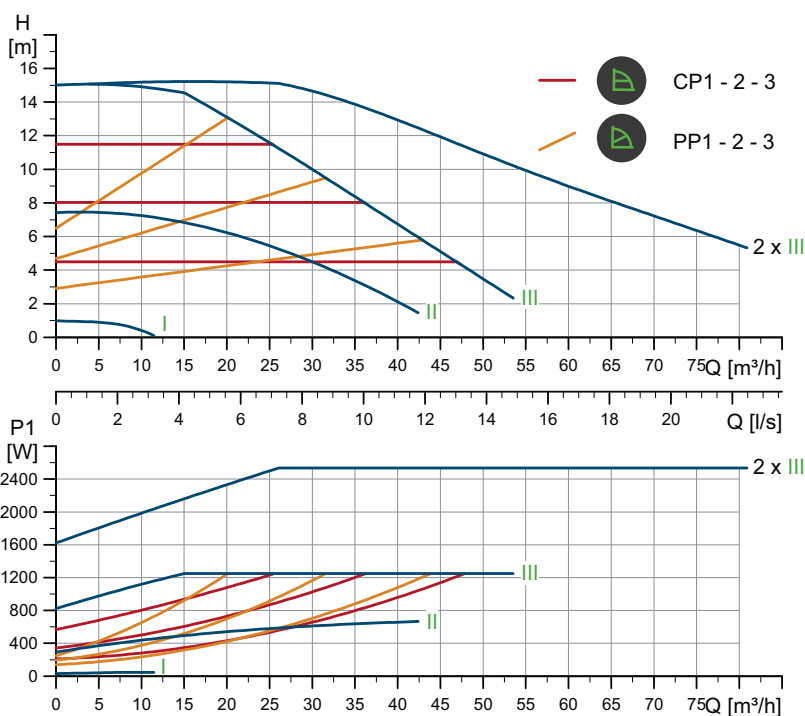 H
[m]
16
14
12
10
8
6
4
2
0
CP1 - 2 - 3
PP1 - 2 - 3
2 x III
III
II
I
0 5 10 15 20 25 30 35 40 45 50 55 60 65 70 75 Q [m³/h]
0 2 4 6 8 10 12 14 16 18 20 Q [l/s]
P1
[W]
2400
2000
1600
1200
800
400
0
2 x III
III
II
I
0 5 10 15 20 25 30 35 40 45 50 55 60 65 70 75 Q [m³/h]